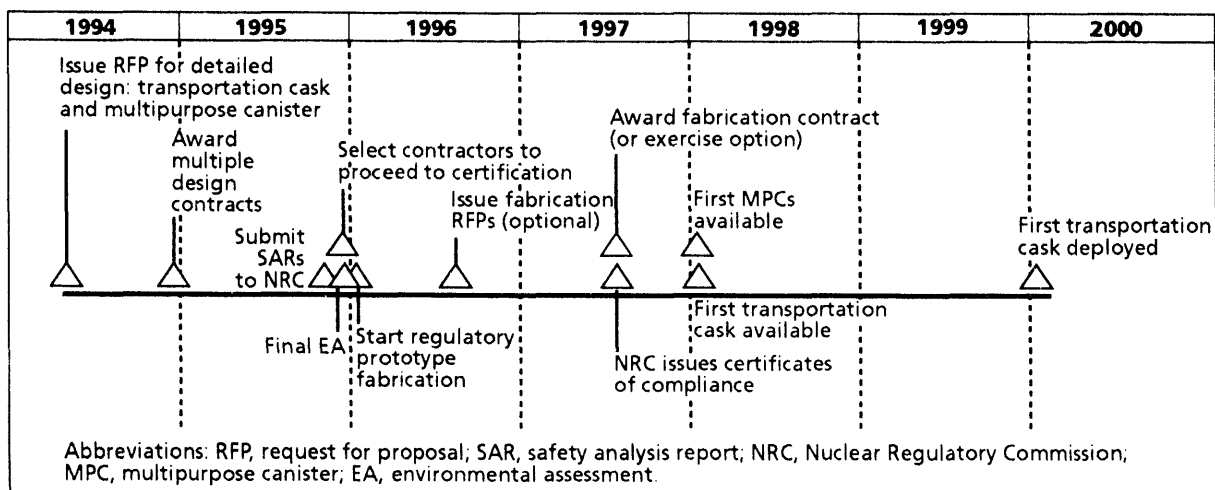 1994 1995 1996 1997 1998 1999 2000
Issue RFP for detailed
design: transportation cask
and multipurpose canister
Award
multiple
design
contracts
Submit
SARs
to NRC
Final EA
Select contractors to
proceed to certification
Start regulatory
prototype
fabrication
Issue fabrication
RFPs (optional)
Award fabrication contract
(or exercise option)
NRC issues certificates
of compliance
First MPCs
available
First transportation
cask available
First transportation
cask deployed
Abbreviations: RFP, request for proposal; SAR, safety analysis report; NRC, Nuclear Regulatory Commission;
MPC, multipurpose canister; EA, environmental assessment.